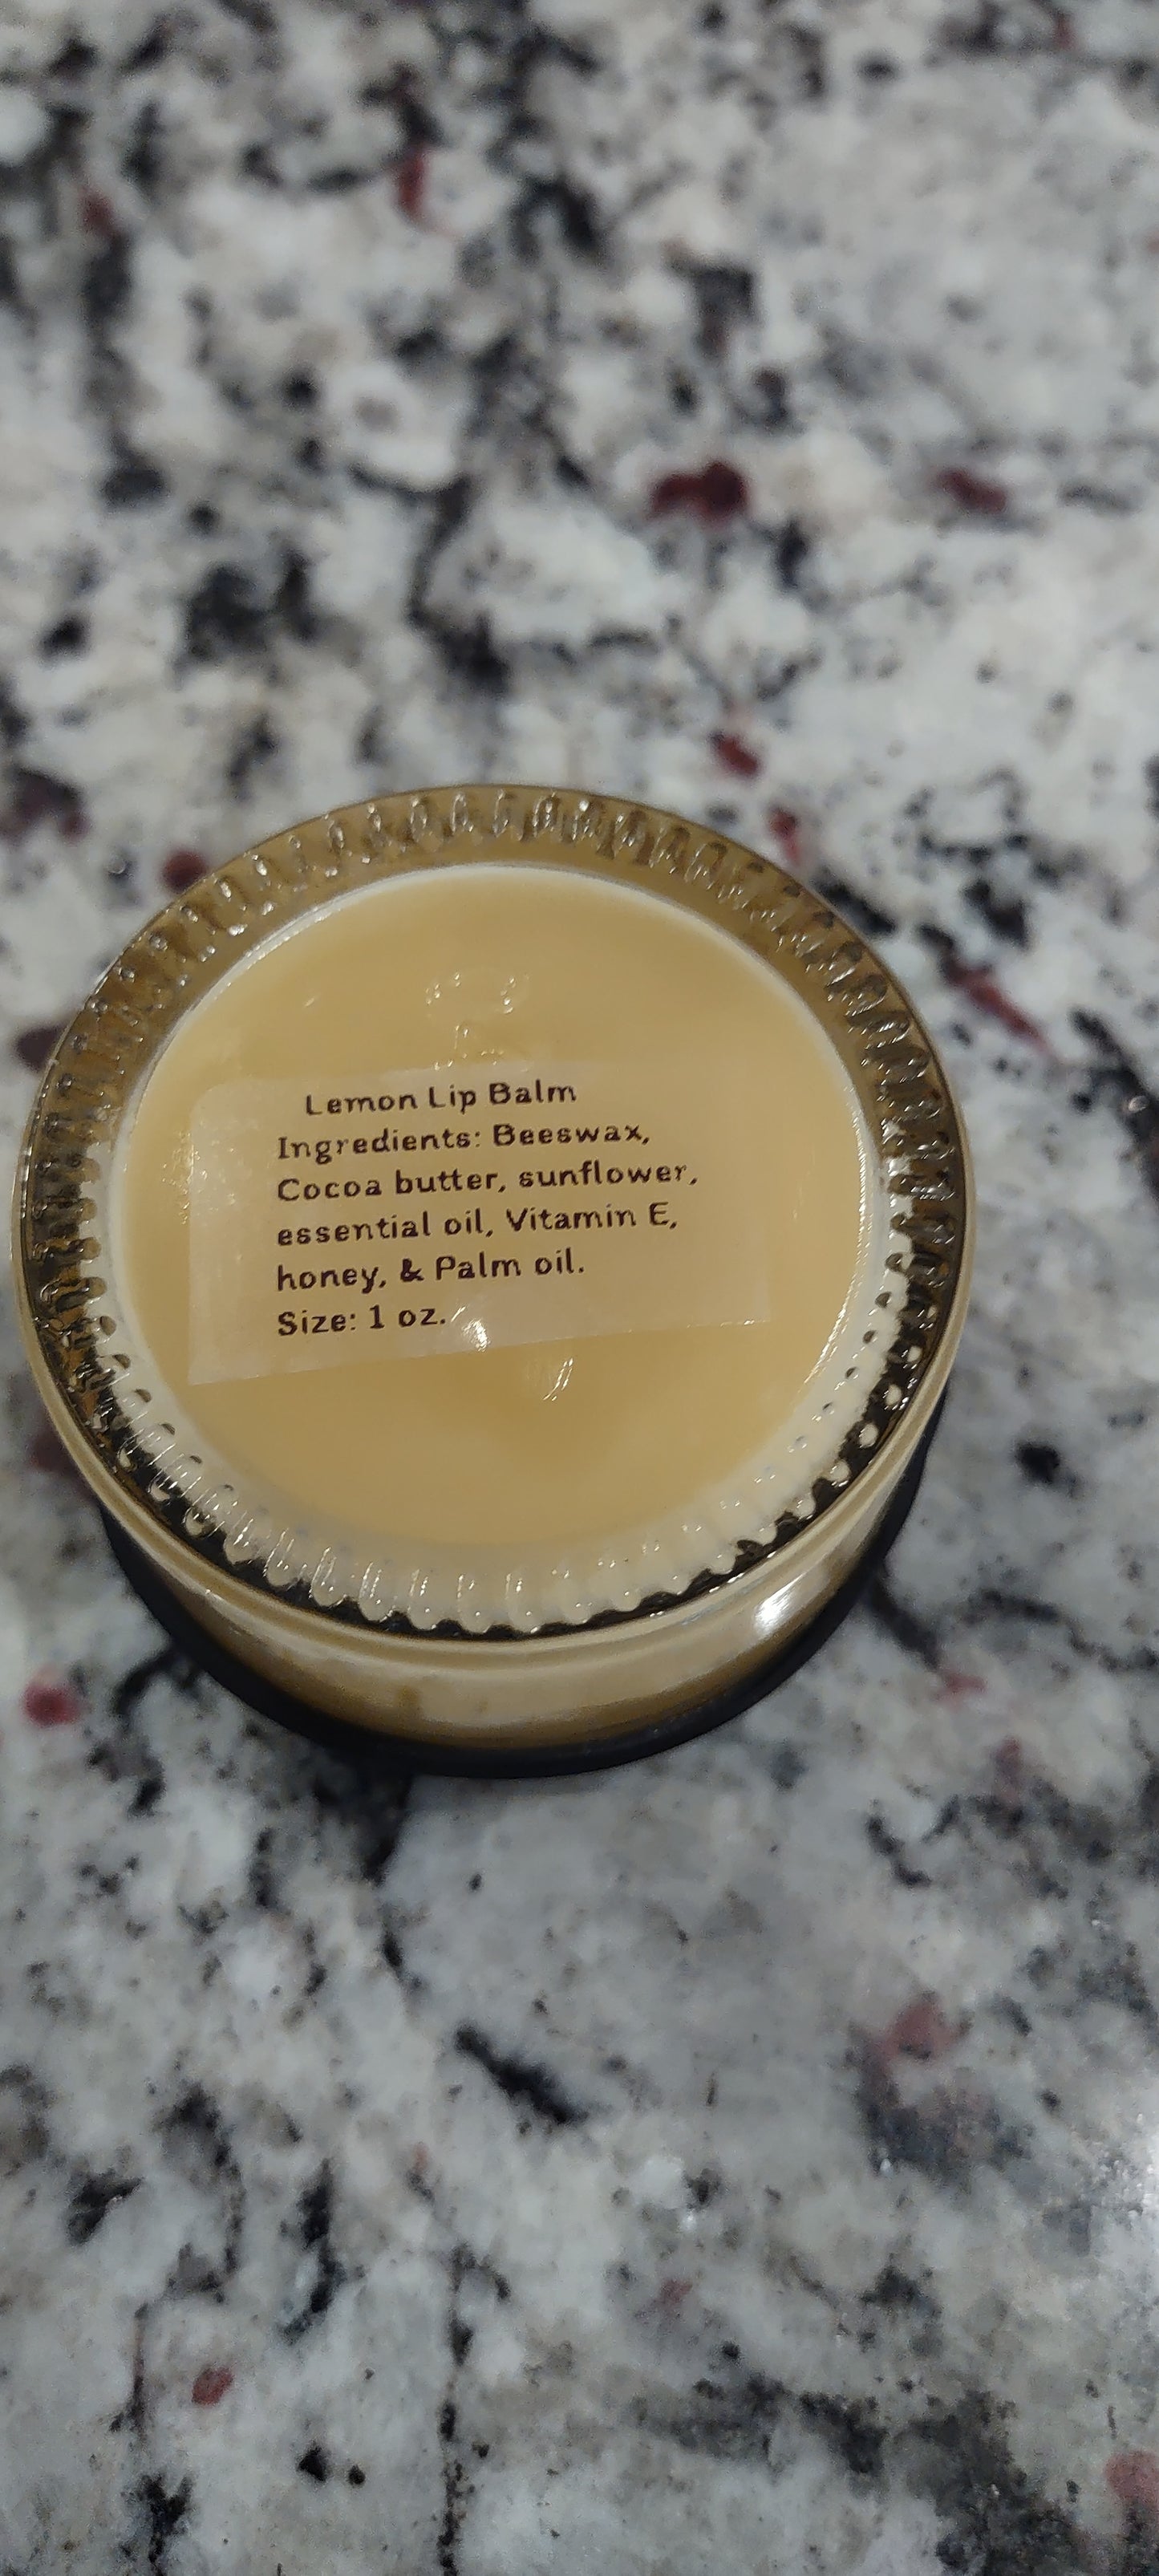 Lemon Lip Balm
Ingredients: Beeswax,
Cocoa butter, sunflower,
essential oil, Vitamin E,
honey, & Palm oil.
Size: 1 oz.